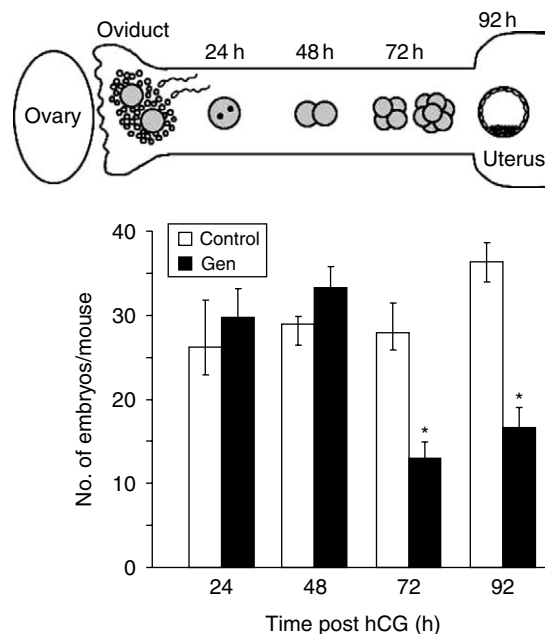 92 h
Oviduct
24 h 48 h 72 h
Ovary
Uterus
40
Control
Gen
30
20
10
0
* *
No. of embryos/mouse
24 48 72 92
Time post hCG (h)